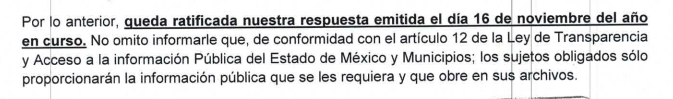 Por lo anterior, queda ratificada nuestra respuesta emitida el día 16 de noviembre del año
en curso. No omito informarle que, de conformidad con el artículo 12 de la Ley de Transparencia
y Acceso a la información Pública del Estado de México y Municipios; los sujetos obligados sólo
proporcionarán la información pública que se les requiera y que obre en sus archivos.